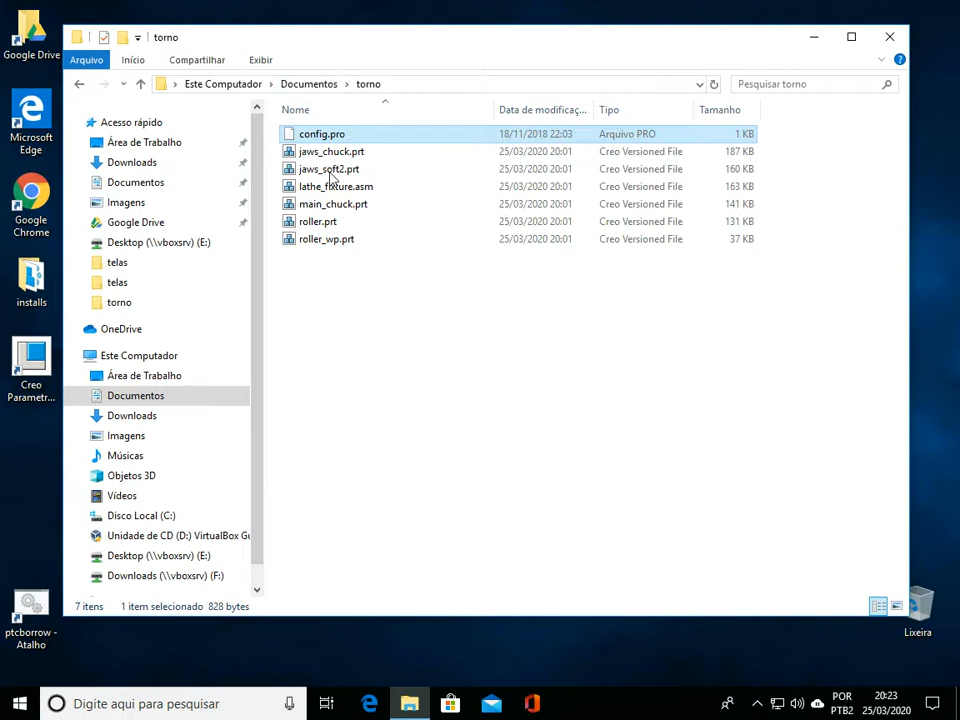 Google Drive
Microsoft
Edge
Google
Chrome
installs
Creo
Parametr...
ptcborrow -
Atalho
Lixeira
torno
Arquivo
Início
Compartilhar
Exibir
Este Computador > Documentos > torno
Pesquisar torno
Acesso rápido
Área de Trabalho
Downloads
Documentos
Imagens
Google Drive
Desktop (\\vboxsrv) (E:)
telas
telas
torno
OneDrive
Este Computador
Área de Trabalho
Documentos
Downloads
Imagens
Músicas
Objetos 3D
Vídeos
Disco Local (C:)
Unidade de CD (D:) VirtualBox Gu
Desktop (\\vboxsrv) (E:)
Downloads (\\vboxsrv) (F:)
Nome Data de modificaç... Tipo Tamanho
config.pro 18/11/2018 22:03 Arquivo PRO 1 KB
jaws_chuck.prt 25/03/2020 20:01 Creo Versioned File 187 KB
jaws_soft2.prt 25/03/2020 20:01 Creo Versioned File 160 KB
lathe_fixture.asm 25/03/2020 20:01 Creo Versioned File 163 KB
main_chuck.prt 25/03/2020 20:01 Creo Versioned File 141 KB
roller.prt 25/03/2020 20:01 Creo Versioned File 131 KB
roller_wp.prt 25/03/2020 20:01 Creo Versioned File 37 KB
7 itens 1 item selecionado 828 bytes
Digite aqui para pesquisar
POR
PTB2
20:23
25/03/2020